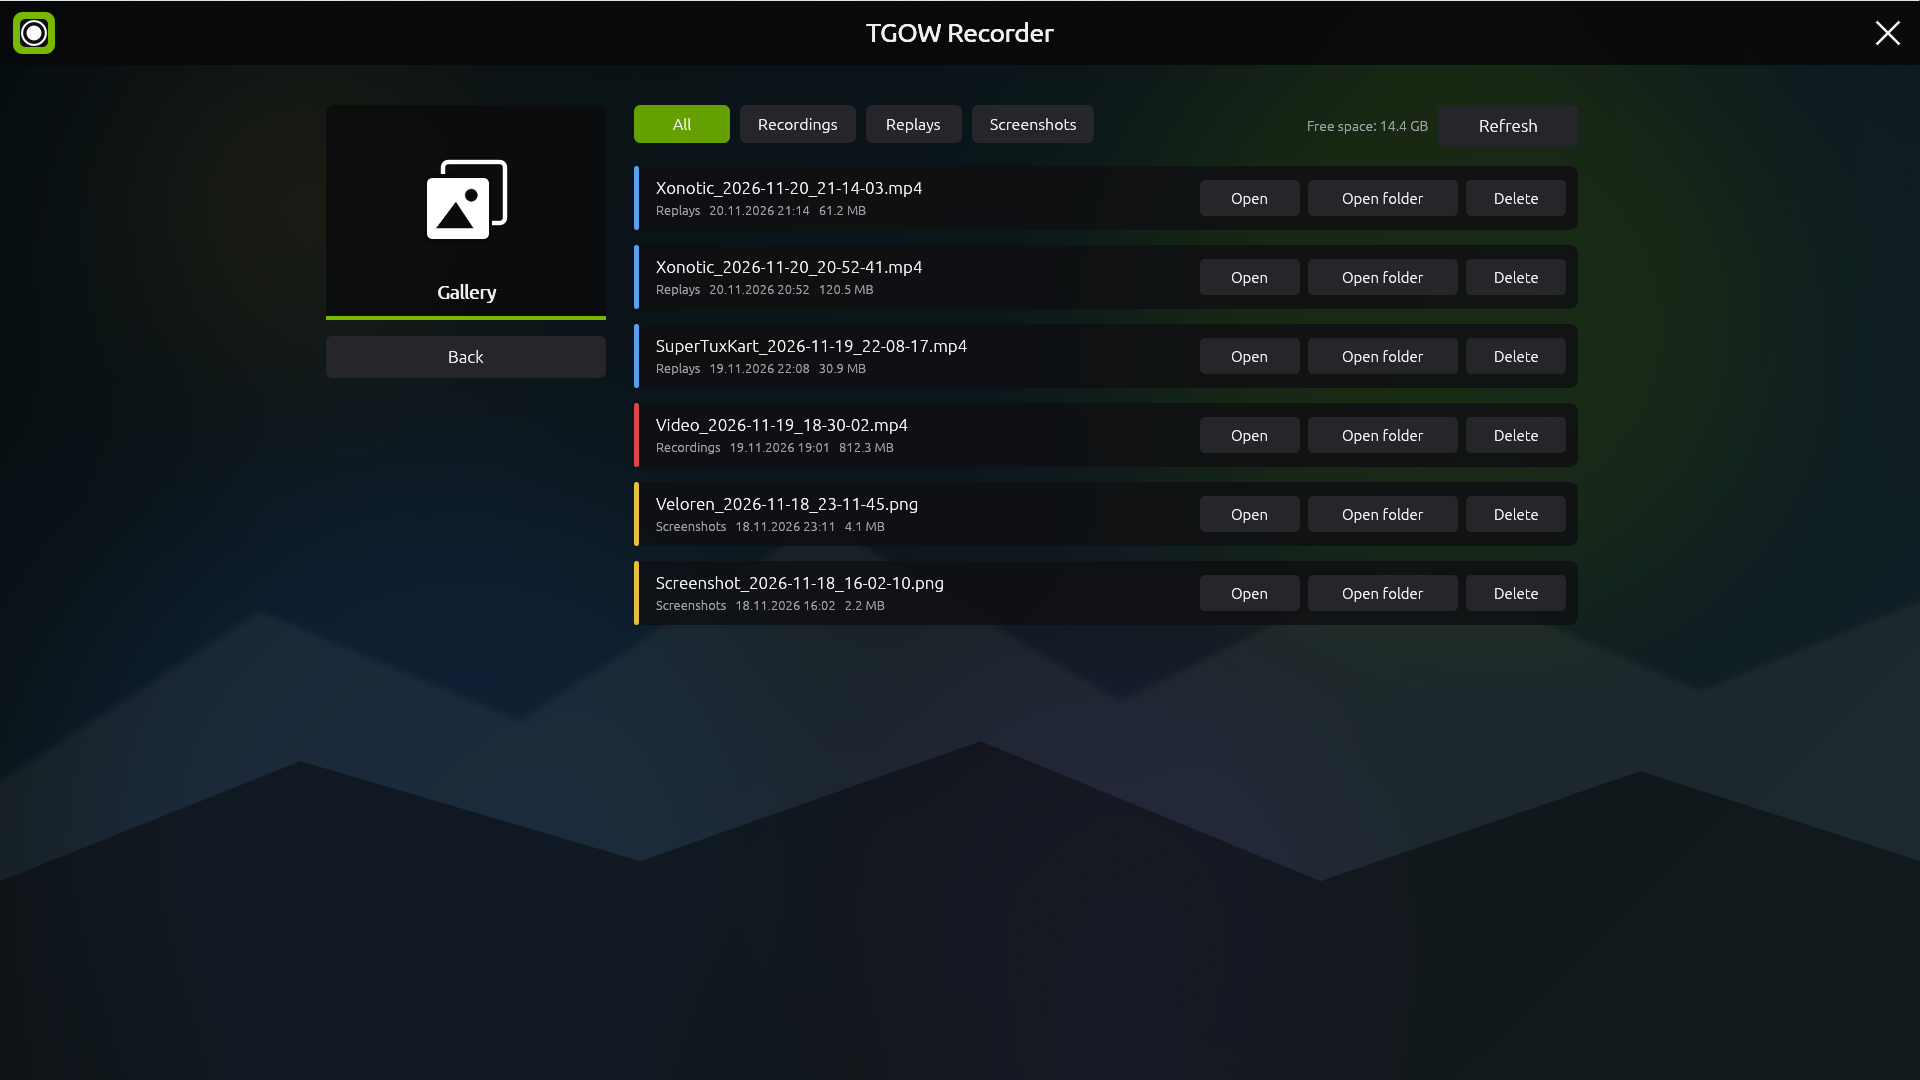 TGOW Recorder
Gallery
Back
All Recordings Replays Screenshots Free space: 14.4 GB Refresh
Xonotic_2026-11-20_21-14-03.mp4
Replays 20.11.2026 21:14 61.2 MB
Open Open folder Delete
Xonotic_2026-11-20_20-52-41.mp4
Replays 20.11.2026 20:52 120.5 MB
Open Open folder Delete
SuperTuxKart_2026-11-19_22-08-17.mp4
Replays 19.11.2026 22:08 30.9 MB
Open Open folder Delete
Video_2026-11-19_18-30-02.mp4
Recordings 19.11.2026 19:01 812.3 MB
Open Open folder Delete
Veloren_2026-11-18_23-11-45.png
Screenshots 18.11.2026 23:11 4.1 MB
Open Open folder Delete
Screenshot_2026-11-18_16-02-10.png
Screenshots 18.11.2026 16:02 2.2 MB
Open Open folder Delete